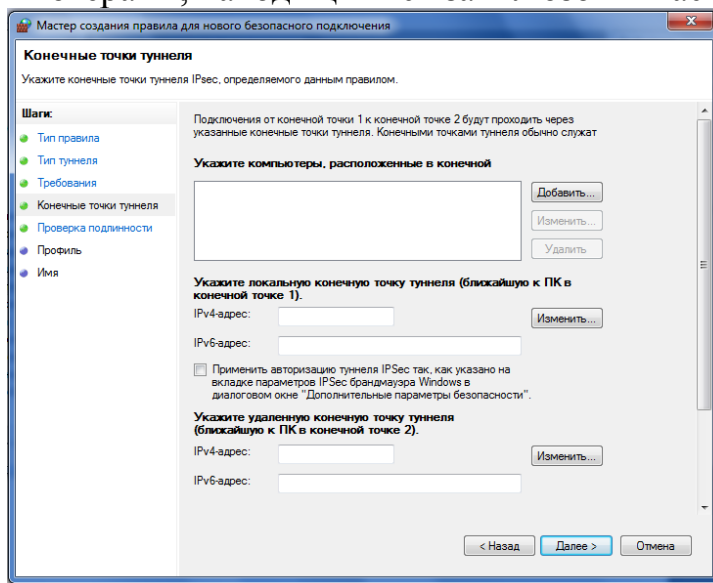 Мастер создания правила для нового безопасного подключения
Конечные точки туннеля
Укажите конечные точки туннеля IPsec, определяемого данным правилом.
Шаги:
Тип правила
Тип туннеля
Требования
Конечные точки туннеля
Проверка подлинности
Профиль
Имя
Подключения от конечной точки 1 к конечной точке 2 будут проходить через
указанные конечные точки туннеля. Конечными точками туннеля обычно служат
Укажите компьютеры, расположенные в конечной
Добавить...
Изменить...
Удалить
Укажите локальную конечную точку туннеля (ближайшую к ПК в
конечной точке 1).
IPv4-адрес:
Изменить...
IPv6-адрес:
Применить авторизацию туннеля IPSec так, как указано на
вкладке параметров IPSec брандмауэра Windows в
диалоговом окне "Дополнительные параметры безопасности".
Укажите удаленную конечную точку туннеля
(ближайшую к ПК в конечной точке 2).
IPv4-адрес:
Изменить...
IPv6-адрес:
< Назад
Далее >
Отмена